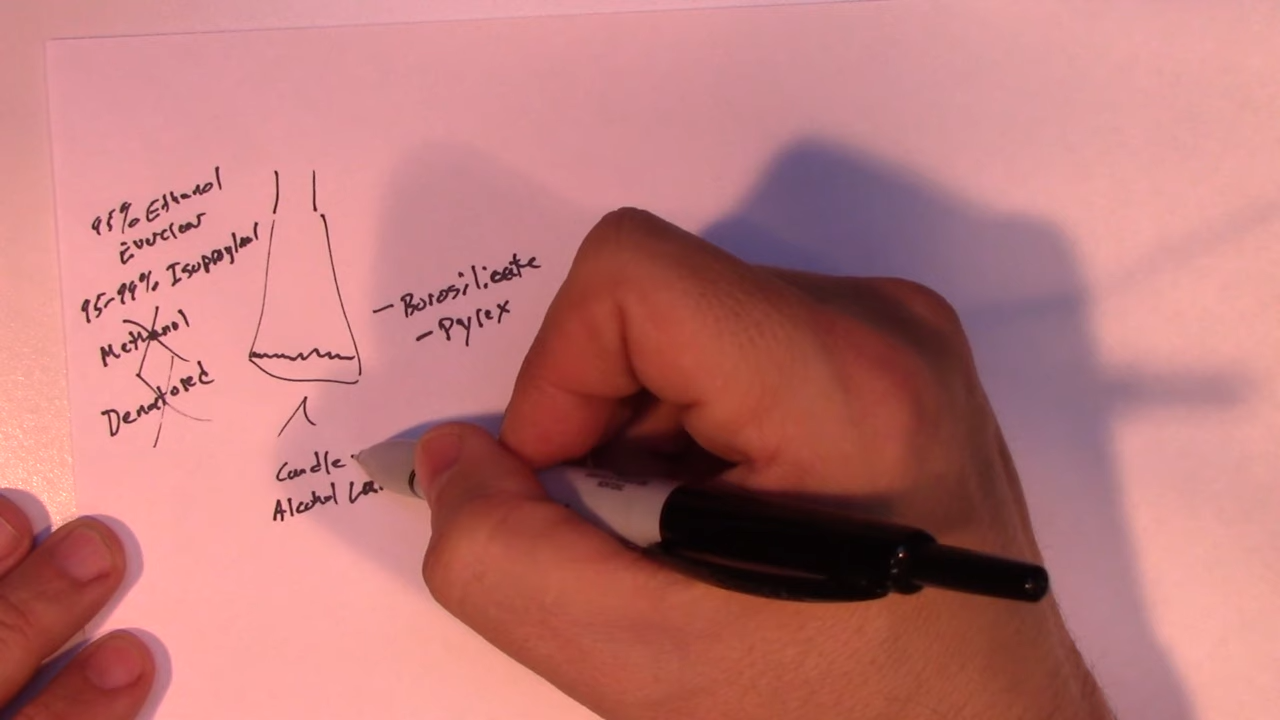 95% Ethanol
Everclear
95-99% Isopropyl
Methanol
Denatured
- Borosilicate
- Pyrex
Candle
Alcohol